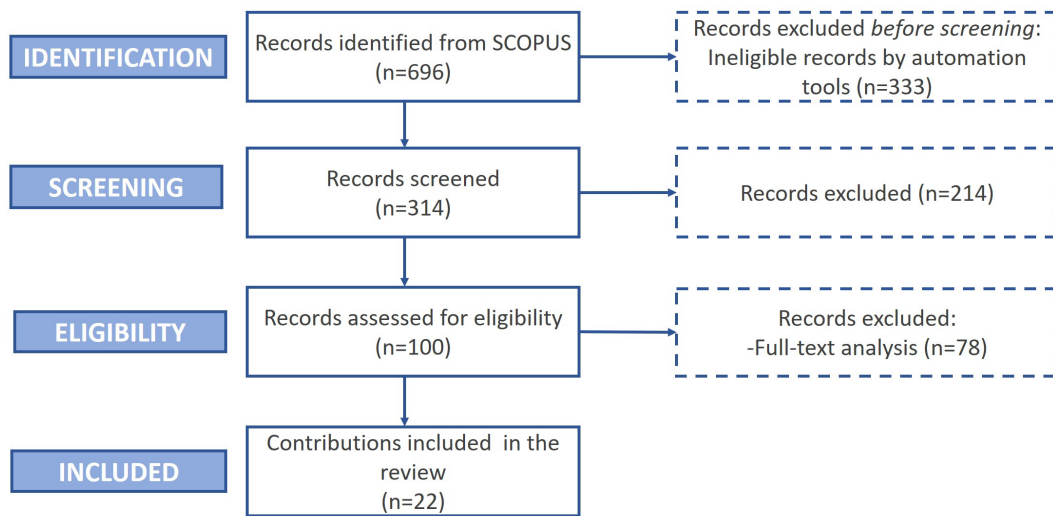 IDENTIFICATION
Records identified from SCOPUS
(n=696)
Records excluded before screening:
Ineligible records by automation
tools (n=333)
SCREENING
Records screened
(n=314)
Records excluded (n=214)
ELIGIBILITY
Records assessed for eligibility
(n=100)
Records excluded:
-Full-text analysis (n=78)
INCLUDED
Contributions included in the
review
(n=22)